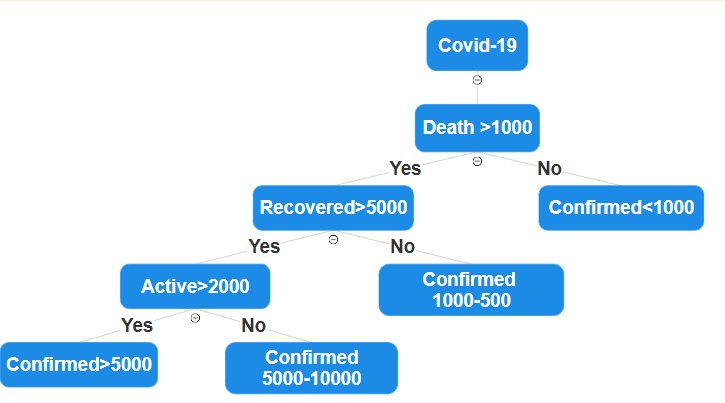 Covid-19
Death >1000
Yes
No
Recovered>5000
Confirmed<1000
Yes
No
Active>2000
Confirmed
1000-500
Yes
No
Confirmed>5000
Confirmed
5000-10000